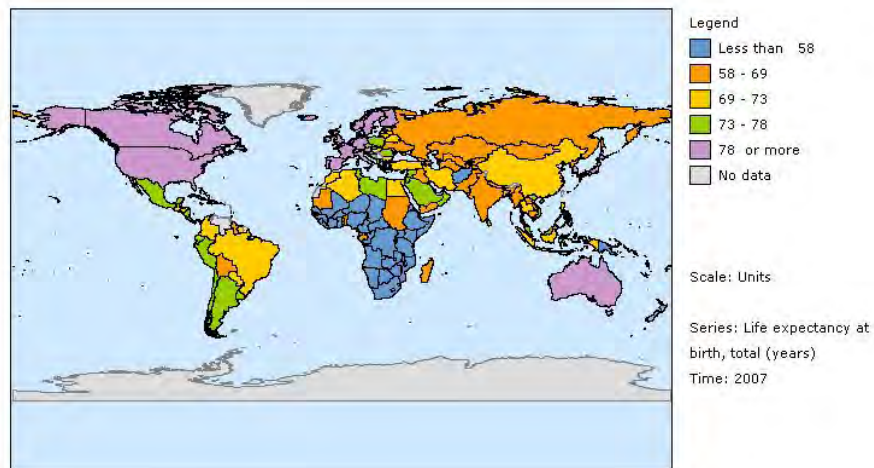 Legend
Less than 58
58 - 69
69 - 73
73 - 78
78 or more
No data
Scale: Units
Series: Life expectancy at
birth, total (years)
Time: 2007